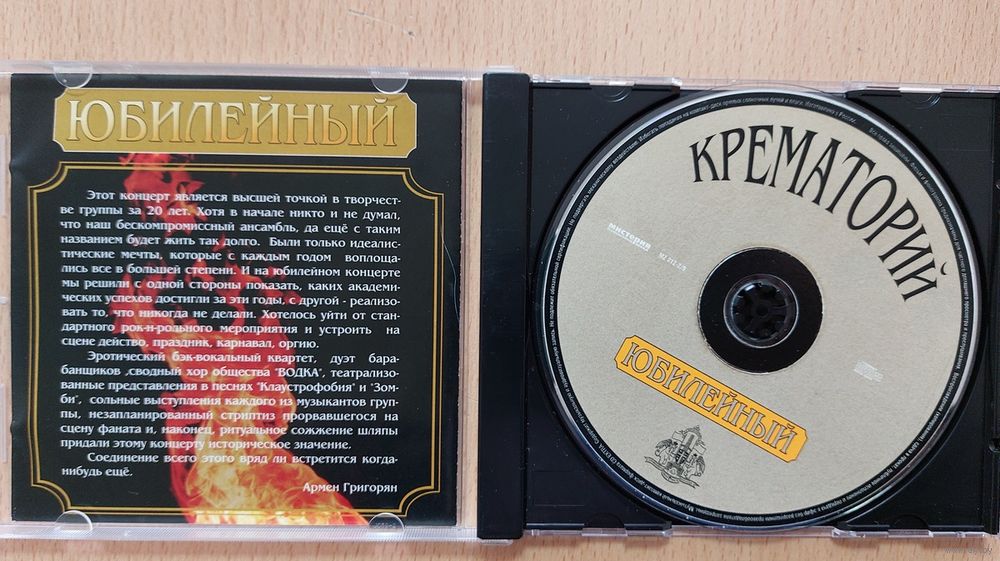 ЮБИЛЕЙНЫЙ
Этот концерт является высшей точкой в творчест-
ве группы за 20 лет. Хотя в начале никто и не думал,
что наш бескомпромиссный ансамбль, да ещё с таким
названием будет жить так долго. Были только идеалис-
тические мечты, которые с каждым годом воплоща-
лись все в большей степени. И на юбилейном концерте
мы решили с одной стороны показать, каких академи-
ческих успехов достигли за эти годы, с другой - реализо-
вать то, что никогда не делали. Хотелось уйти от стан-
дартного рок-н-рольного мероприятия и устроить на
сцене действо, праздник, карнавал, оргию.
Эротический бэк-вокальный квартет, дуэт бара-
банщиков ,сводный хор общества "ВОДКА", театрализо-
ванные представления в песнях "Клаустрофобия" и "Зом-
би", сольные выступления каждого из музыкантов груп-
пы, незапланированный стриптиз прорвавшегося на
сцену фаната и, наконец, ритуальное сожжение шляпы
придали этому концерту историческое значение.
Соединение всего этого вряд ли встретится когда-
нибудь ещё.
Армен Григорян
КРЕМАТОРИЙ
мистерия
MZ 212-2/9
ЮБИЛЕЙНЫЙ